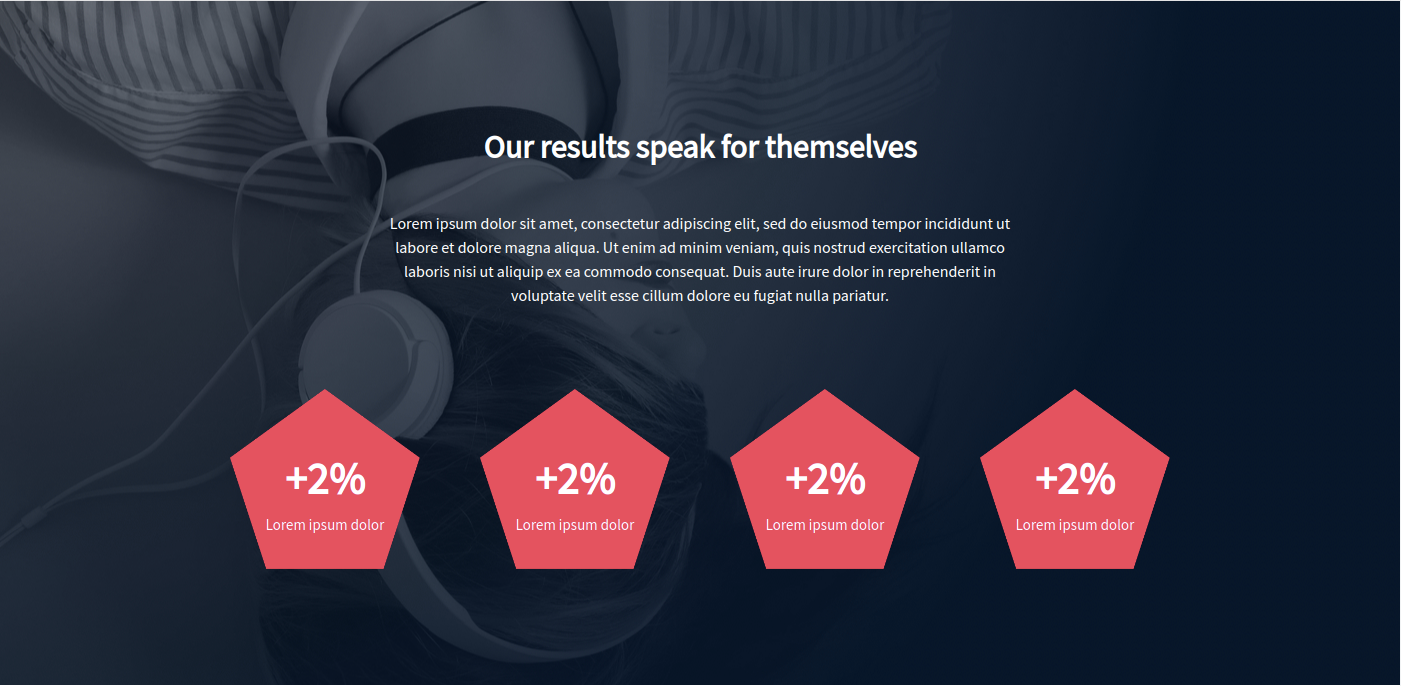 Our results speak for themselves
Lorem ipsum dolor sit amet, consectetur adipiscing elit, sed do eiusmod tempor incididunt ut
labore et dolore magna aliqua. Ut enim ad minim veniam, quis nostrud exercitation ullamco
laboris nisi ut aliquip ex ea commodo consequat. Duis aute irure dolor in reprehenderit in
voluptate velit esse cillum dolore eu fugiat nulla pariatur.
+2%
Lorem ipsum dolor
+2%
Lorem ipsum dolor
+2%
Lorem ipsum dolor
+2%
Lorem ipsum dolor